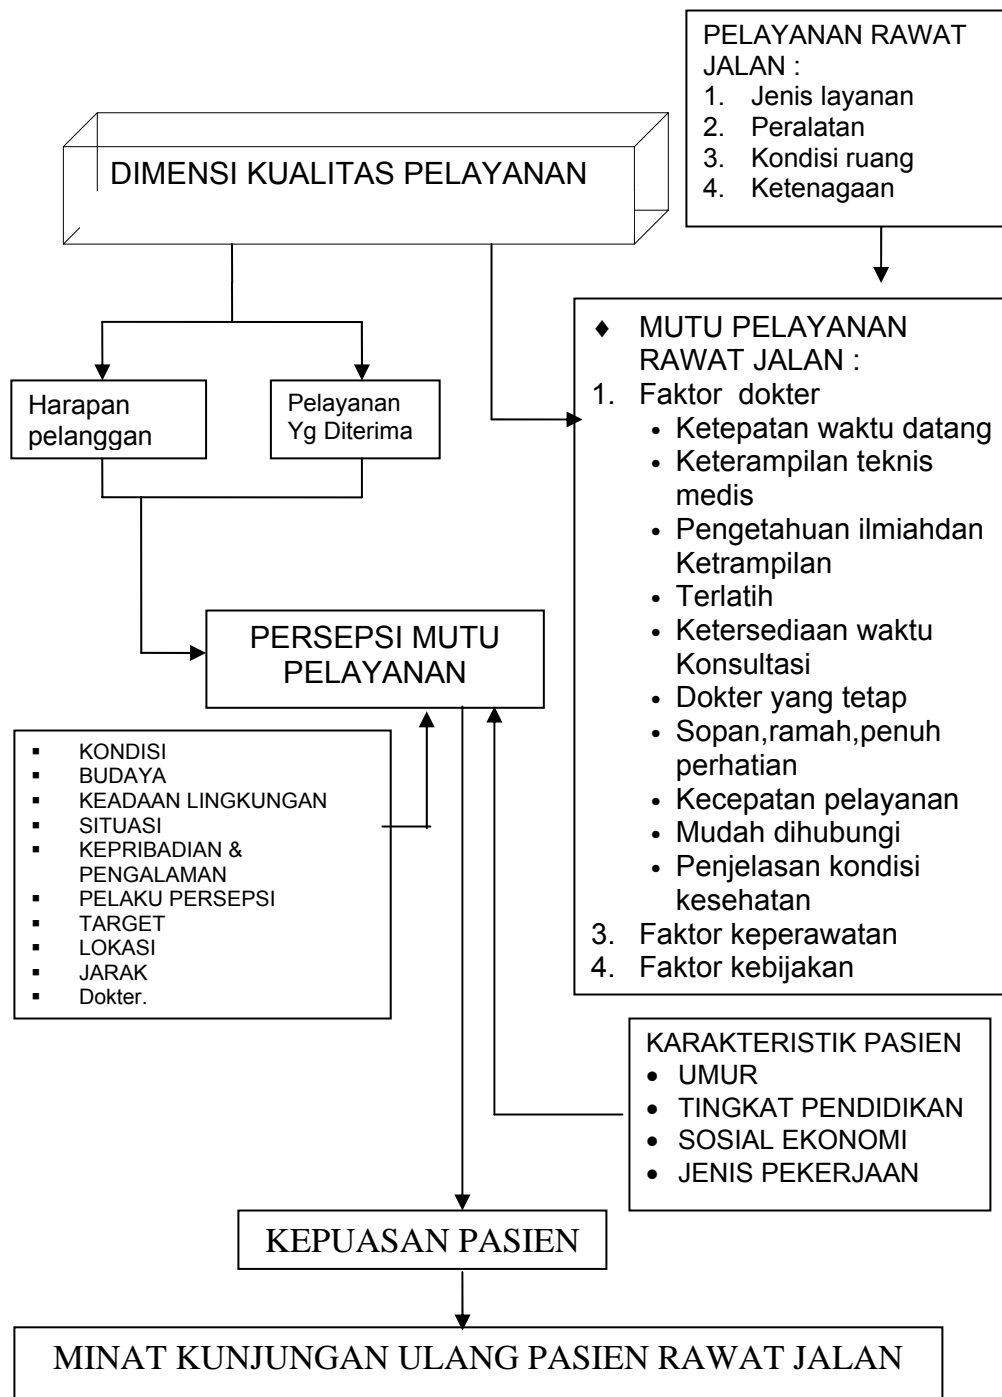 PELAYANAN RAWAT
JALAN :
1. Jenis layanan
2. Peralatan
3. Kondisi ruang
4. Ketenagaan
DIMENSI KUALITAS PELAYANAN
Harapan
pelanggan
Pelayanan
Yg Diterima
♦ MUTU PELAYANAN
RAWAT JALAN :
1. Faktor dokter
• Ketepatan waktu datang
• Keterampilan teknis
medis
• Pengetahuan ilmiahdan
Ketrampilan
• Terlatih
• Ketersediaan waktu
Konsultasi
• Dokter yang tetap
• Sopan,ramah,penuh
perhatian
• Kecepatan pelayanan
• Mudah dihubungi
• Penjelasan kondisi
kesehatan
3. Faktor keperawatan
4. Faktor kebijakan
PERSEPSI MUTU
PELAYANAN
▪ KONDISI
▪ BUDAYA
▪ KEADAAN LINGKUNGAN
▪ SITUASI
▪ KEPRIBADIAN &
PENGALAMAN
▪ PELAKU PERSEPSI
▪ TARGET
▪ LOKASI
▪ JARAK
▪ Dokter.
KARAKTERISTIK PASIEN
• UMUR
• TINGKAT PENDIDIKAN
• SOSIAL EKONOMI
• JENIS PEKERJAAN
KEPUASAN PASIEN
MINAT KUNJUNGAN ULANG PASIEN RAWAT JALAN